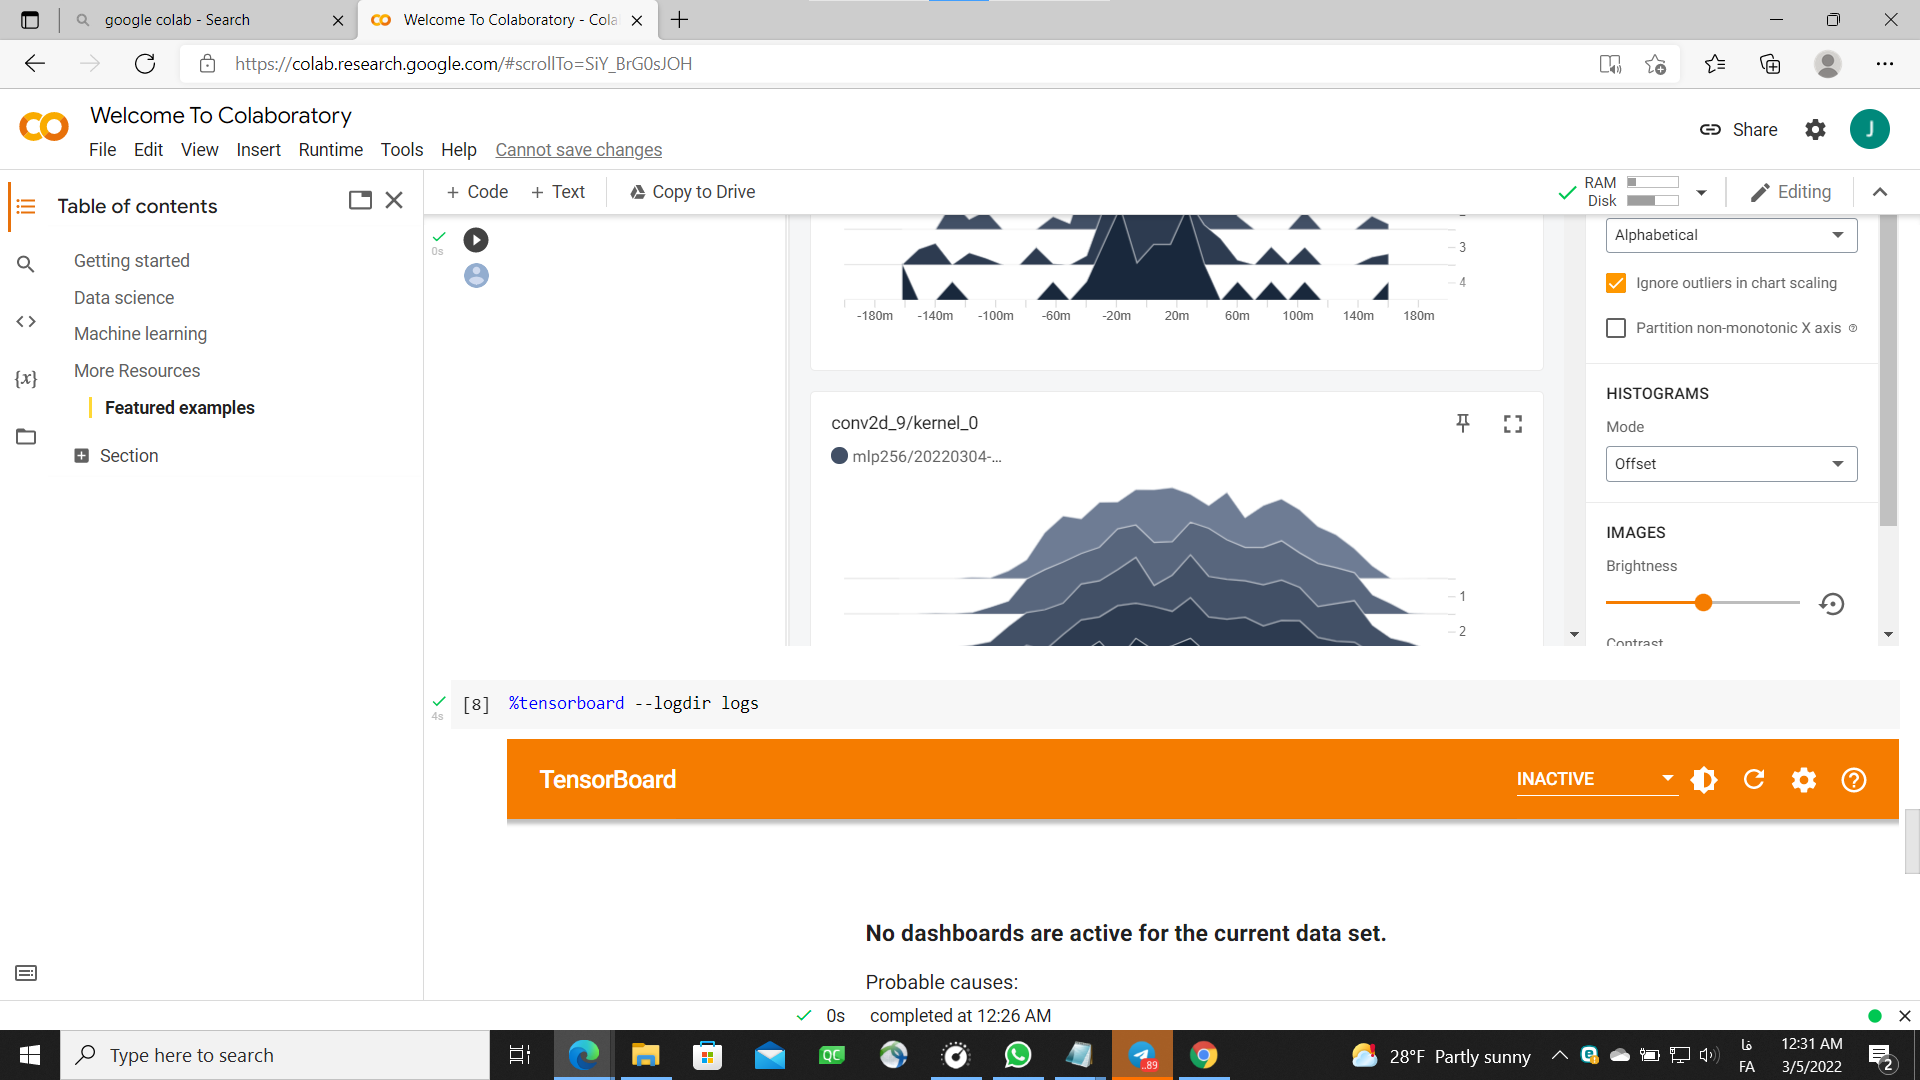 google colab - Search
Welcome To Colaboratory - Cola
https://colab.research.google.com/#scrollTo=SiY_BrG0sJOH
Welcome To Colaboratory
File Edit View Insert Runtime Tools Help Cannot save changes
Share
J
Table of contents
+ Code + Text Copy to Drive
RAM
Disk
Editing
Getting started
Data science
Machine learning
More Resources
Featured examples
Section
{x}
0s
3
4
-180m -140m -100m -60m -20m 20m 60m 100m 140m 180m
Alphabetical
Ignore outliers in chart scaling
Partition non-monotonic X axis
HISTOGRAMS
Mode
Offset
IMAGES
Brightness
Contrast
conv2d_9/kernel_0
mlp256/20220304-...
1
2
4s
[8] %tensorboard --logdir logs
TensorBoard
INACTIVE
No dashboards are active for the current data set.
Probable causes:
0s completed at 12:26 AM
Type here to search
QC
..89
28°F Partly sunny
فا
FA
12:31 AM
3/5/2022
2